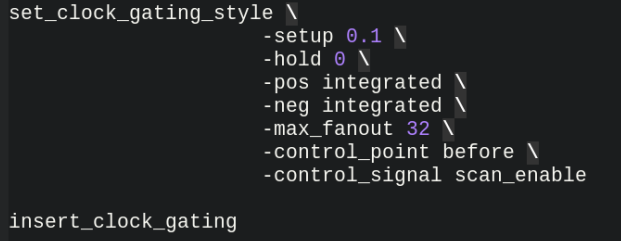 set_clock_gating_style \
                     -setup 0.1 \
                     -hold 0 \
                     -pos integrated \
                     -neg integrated \
                     -max_fanout 32 \
                     -control_point before \
                     -control_signal scan_enable

insert_clock_gating